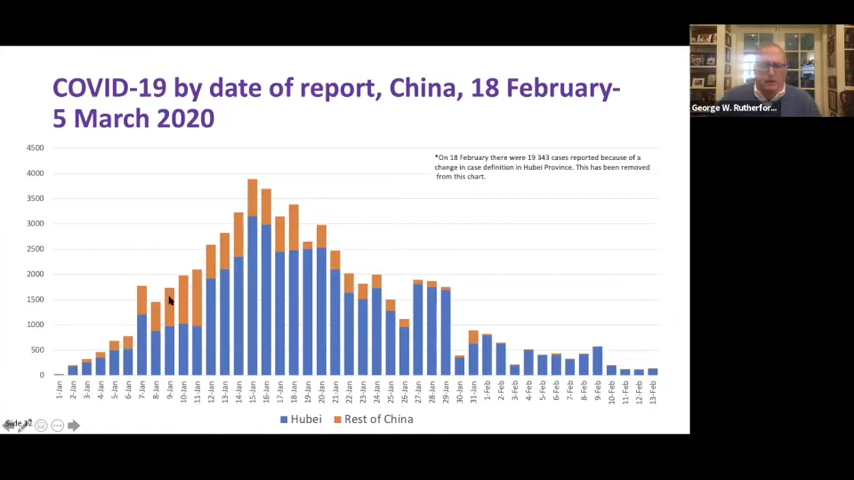 COVID-19 by date of report, China, 18 February-
5 March 2020
George W. Rutherfor...
*On 18 February there were 19 343 cases reported because of a
change in case definition in Hubei Province. This has been removed
from this chart.
4500
4000
3500
3000
2500
2000
1500
1000
500
0
1-Jan 2-Jan 3-Jan 4-Jan 5-Jan 6-Jan 7-Jan 8-Jan 9-Jan 10-Jan 11-Jan 12-Jan 13-Jan 14-Jan 15-Jan 16-Jan 17-Jan 18-Jan 19-Jan 20-Jan 21-Jan 22-Jan 23-Jan 24-Jan 25-Jan 26-Jan 27-Jan 28-Jan 29-Jan 30-Jan 31-Jan 1-Feb 2-Feb 3-Feb 4-Feb 5-Feb 6-Feb 7-Feb 8-Feb 9-Feb 10-Feb 11-Feb 12-Feb 13-Feb
Hubei Rest of China